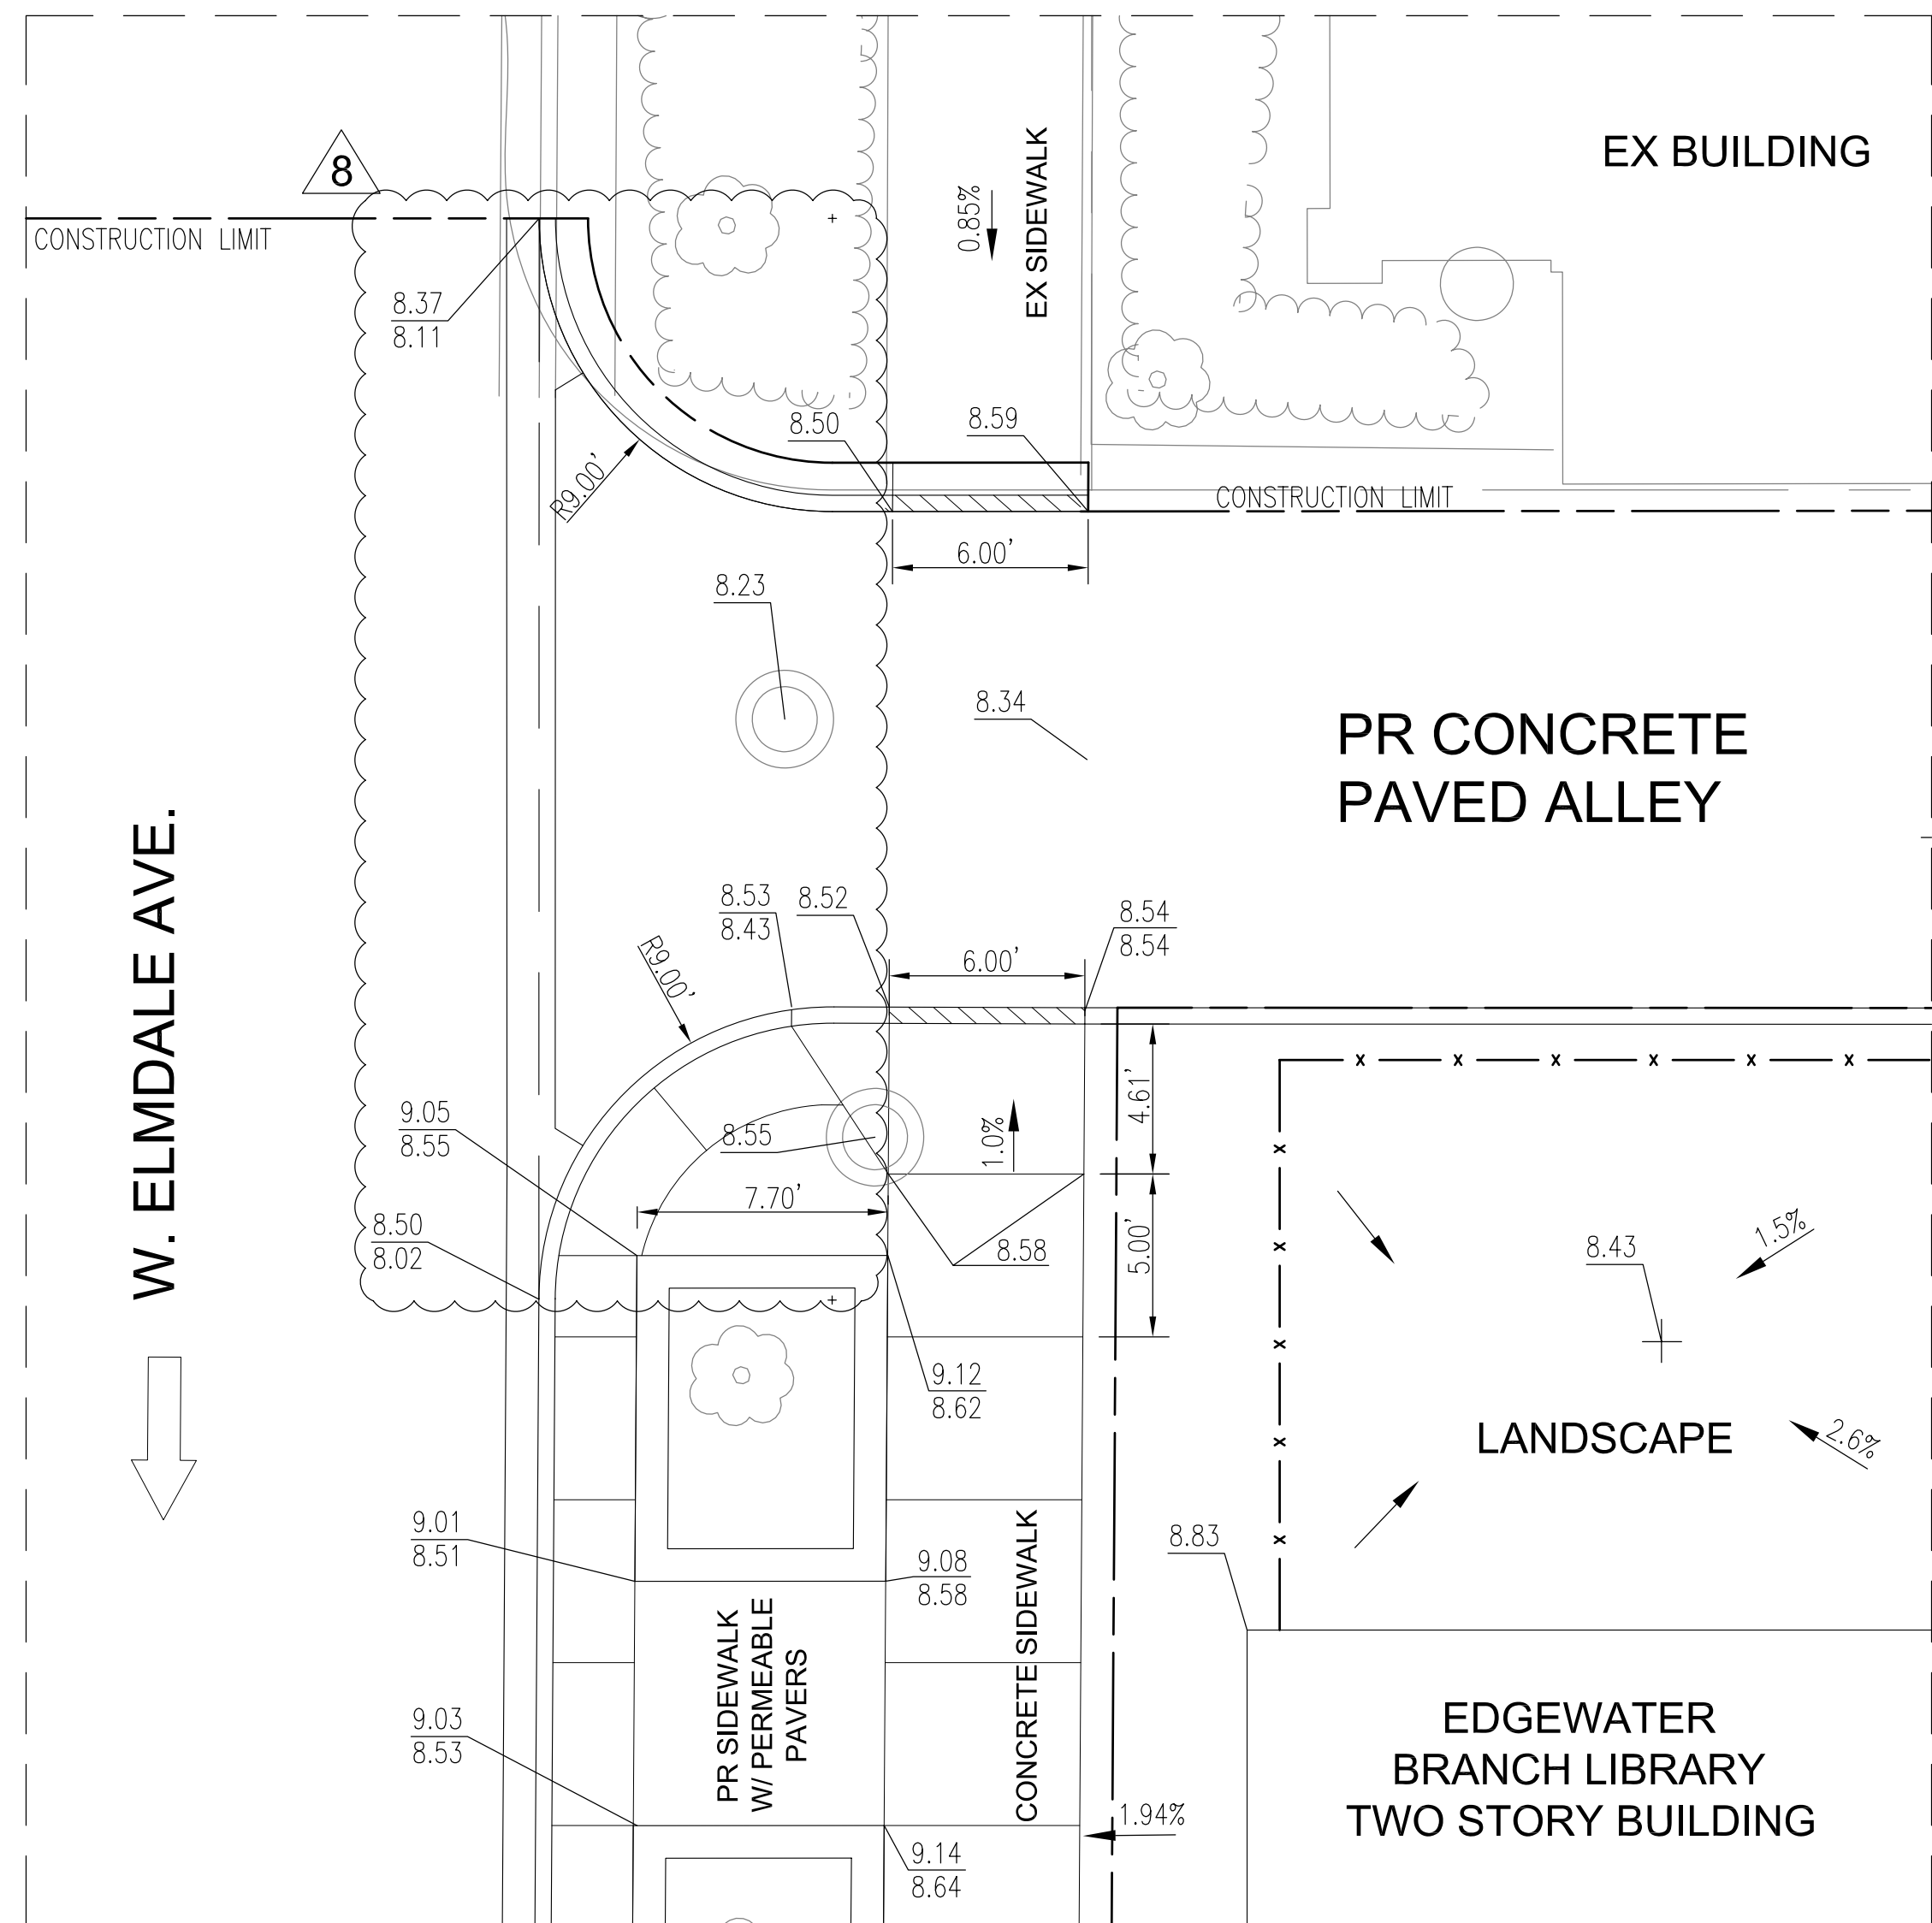 EX BUILDING
EX SIDEWALK
0.85%
8
CONSTRUCTION LIMIT
8.37
8.11
8.50
8.59
R9.00'
CONSTRUCTION LIMIT
6.00'
8.23
8.34
PR CONCRETE
PAVED ALLEY
W. ELMDALE AVE.
8.53
8.43
8.52
8.54
8.54
R9.00'
6.00'
x x x x x x
4.61'
9.05
8.55
8.55
1.0%
x
7.70'
8.50
8.02
8.58
5.00'
8.43
1.5%
x
x
9.12
8.62
LANDSCAPE
2.6%
x
9.01
8.51
9.08
8.58
8.83
x
CONCRETE SIDEWALK
PR SIDEWALK
W/ PERMEABLE
PAVERS
9.03
8.53
EDGEWATER
BRANCH LIBRARY
TWO STORY BUILDING
1.94%
9.14
8.64